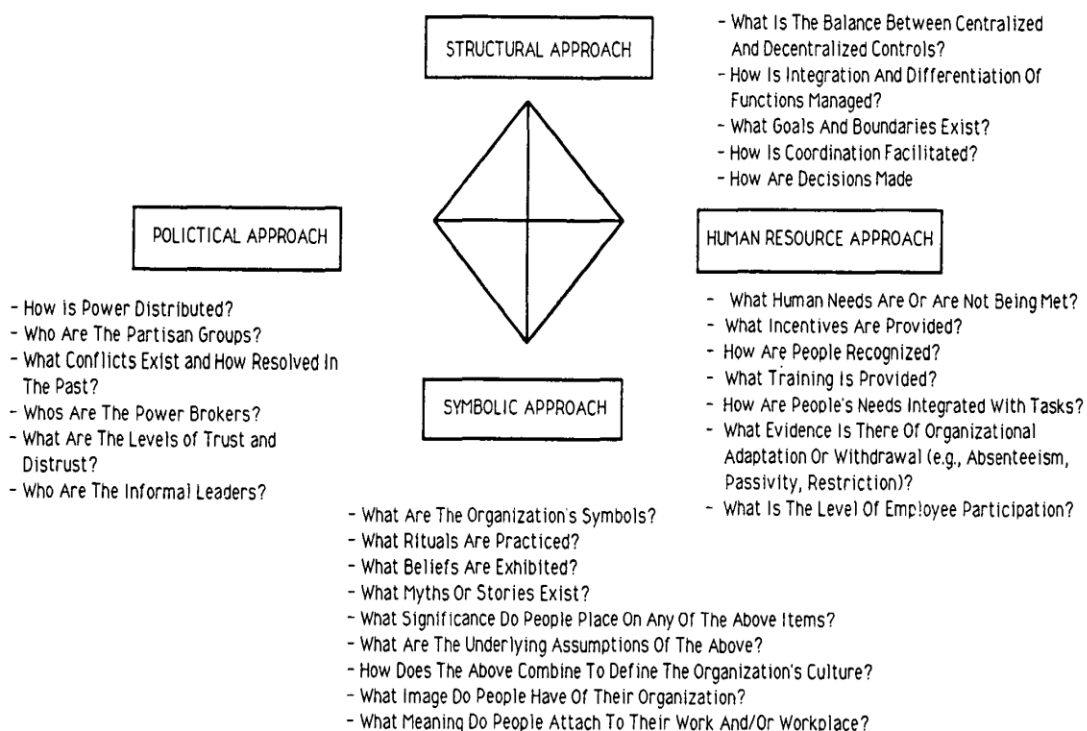 STRUCTURAL APPROACH
- What Is The Balance Between Centralized
And Decentralized Controls?
- How Is Integration And Differentiation Of
Functions Managed?
- What Goals And Boundaries Exist?
- How Is Coordination Facilitated?
- How Are Decisions Made
POLICTICAL APPROACH
- How is Power Distributed?
- Who Are The Partisan Groups?
- What Conflicts Exist and How Resolved In
The Past?
- Whos Are The Power Brokers?
- What Are The Levels of Trust and
Distrust?
- Who Are The Informal Leaders?
HUMAN RESOURCE APPROACH
- What Human Needs Are Or Are Not Being Met?
- What Incentives Are Provided?
- How Are People Recognized?
- What Training Is Provided?
- How Are People's Needs Integrated With Tasks?
- What Evidence Is There Of Organizational
Adaptation Or Withdrawal (e.g., Absenteeism,
Passivity, Restriction)?
- What Is The Level Of Employee Participation?
SYMBOLIC APPROACH
- What Are The Organization's Symbols?
- What Rituals Are Practiced?
- What Beliefs Are Exhibited?
- What Myths Or Stories Exist?
- What Significance Do People Place On Any Of The Above Items?
- What Are The Underlying Assumptions Of The Above?
- How Does The Above Combine To Define The Organization's Culture?
- What Image Do People Have Of Their Organization?
- What Meaning Do People Attach To Their Work And/Or Workplace?